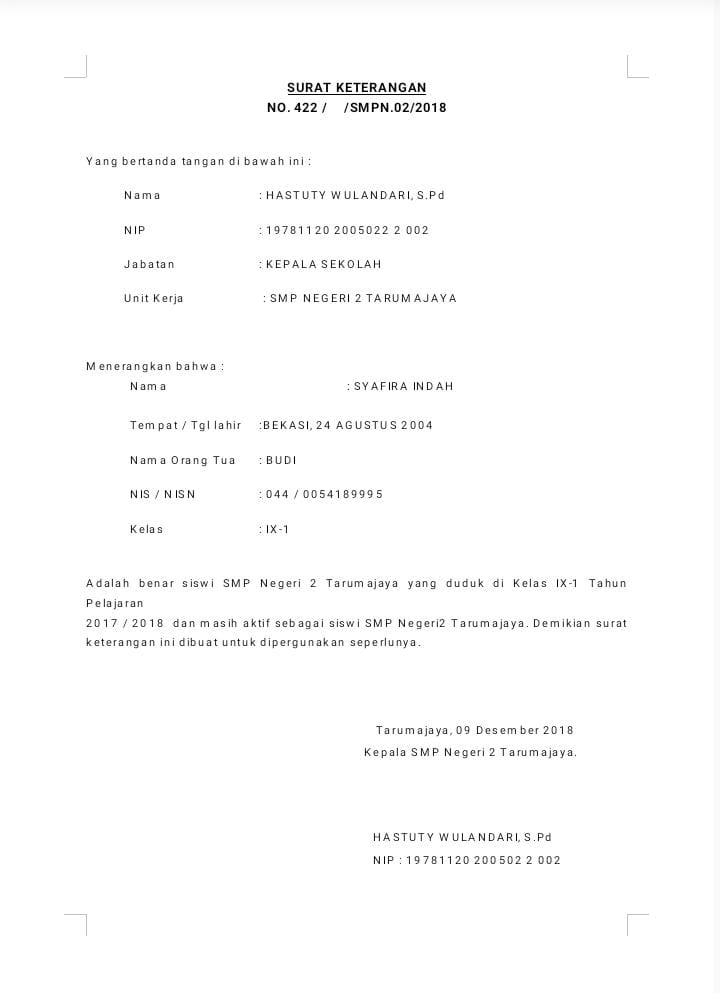 SURAT KETERANGAN
NO. 422 / /SMPN.02/2018
Yang bertanda tangan di bawah ini :
Nama : HASTUTY WULANDARI, S.Pd
NIP : 19781120 2005022 2 002
Jabatan : KEPALA SEKOLAH
Unit Kerja : SMP NEGERI 2 TARUMAJAYA
Menerangkan bahwa :
Nama : SYAFIRA INDAH
Tempat / Tgl lahir :BEKASI, 24 AGUSTUS 2004
Nama Orang Tua : BUDI
NIS / NISN : 044 / 0054189995
Kelas : IX-1
Adalah benar siswi SMP Negeri 2 Tarumajaya yang duduk di Kelas IX-1 Tahun
Pelajaran
2017 / 2018 dan masih aktif sebagai siswi SMP Negeri2 Tarumajaya. Demikian surat
keterangan ini dibuat untuk dipergunakan seperlunya.
Tarumajaya, 09 Desember 2018
Kepala SMP Negeri 2 Tarumajaya.
HASTUTY WULANDARI, S.Pd
NIP : 19781120 200502 2 002